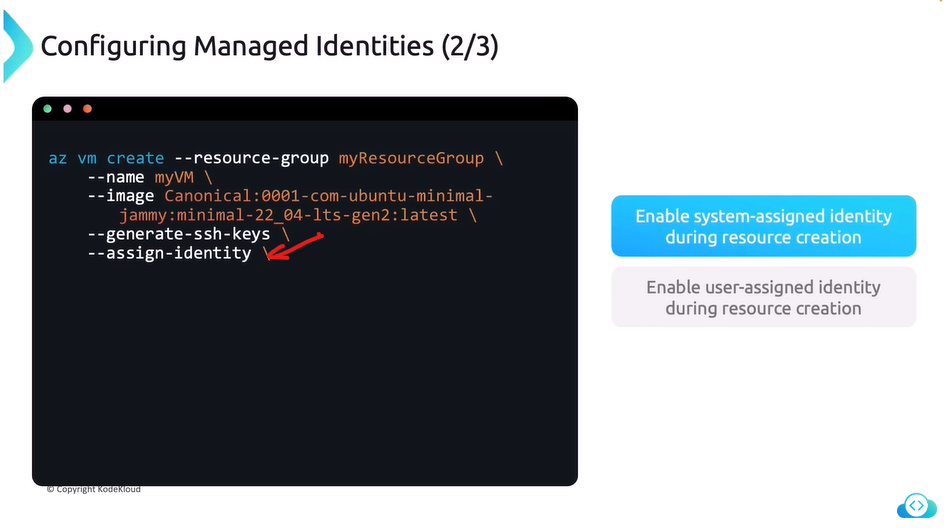 Configuring Managed Identities (2/3)
az vm create --resource-group myResourceGroup \
--name myVM \
--image Canonical:0001-com-ubuntu-minimal-
jammy:minimal-22_04-lts-gen2:latest \
--generate-ssh-keys \
--assign-identity \
Enable system-assigned identity
during resource creation
Enable user-assigned identity
during resource creation
© Copyright KodeKloud